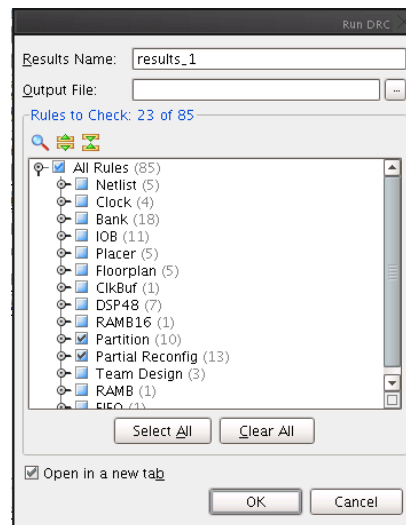 Run DRC
Results Name: results_1
Output File: ...
Rules to Check: 23 of 85
All Rules (85)
Netlist (5)
Clock (4)
Bank (18)
IOB (11)
Placer (5)
Floorplan (5)
ClkBuf (1)
DSP48 (7)
RAMB16 (1)
Partition (10)
Partial Reconfig (13)
Team Design (3)
RAMB (1)
FIFO (1)
Select All Clear All
Open in a new tab
OK Cancel